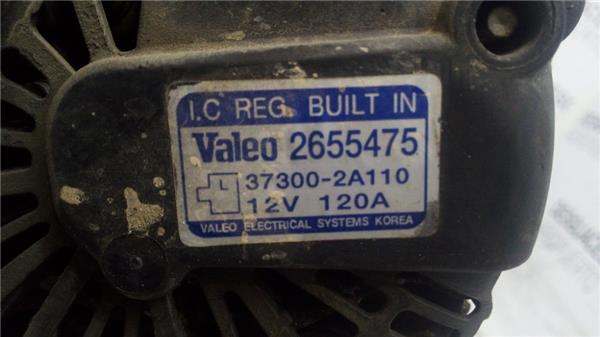 I.C REG. BUILT IN
Valeo 2655475
37300-2A110
12V 120A
VALEO ELECTRICAL SYSTEMS KOREA